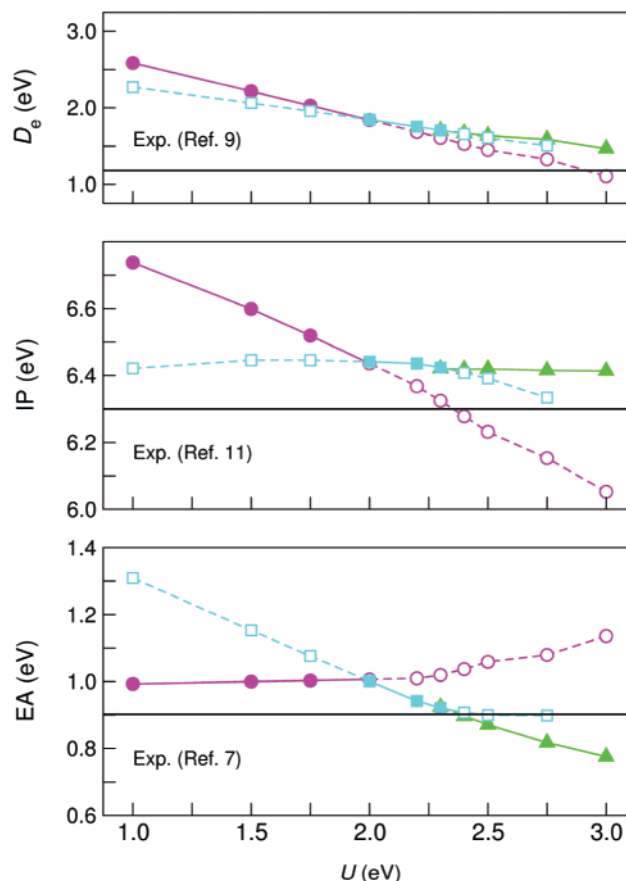 3.0
2.0
1.0
D_e (eV)
Exp. (Ref. 9)
6.6
6.4
6.2
6.0
IP (eV)
Exp. (Ref. 11)
1.4
1.2
1.0
0.8
0.6
EA (eV)
Exp. (Ref. 7)
1.0 1.5 2.0 2.5 3.0
U (eV)